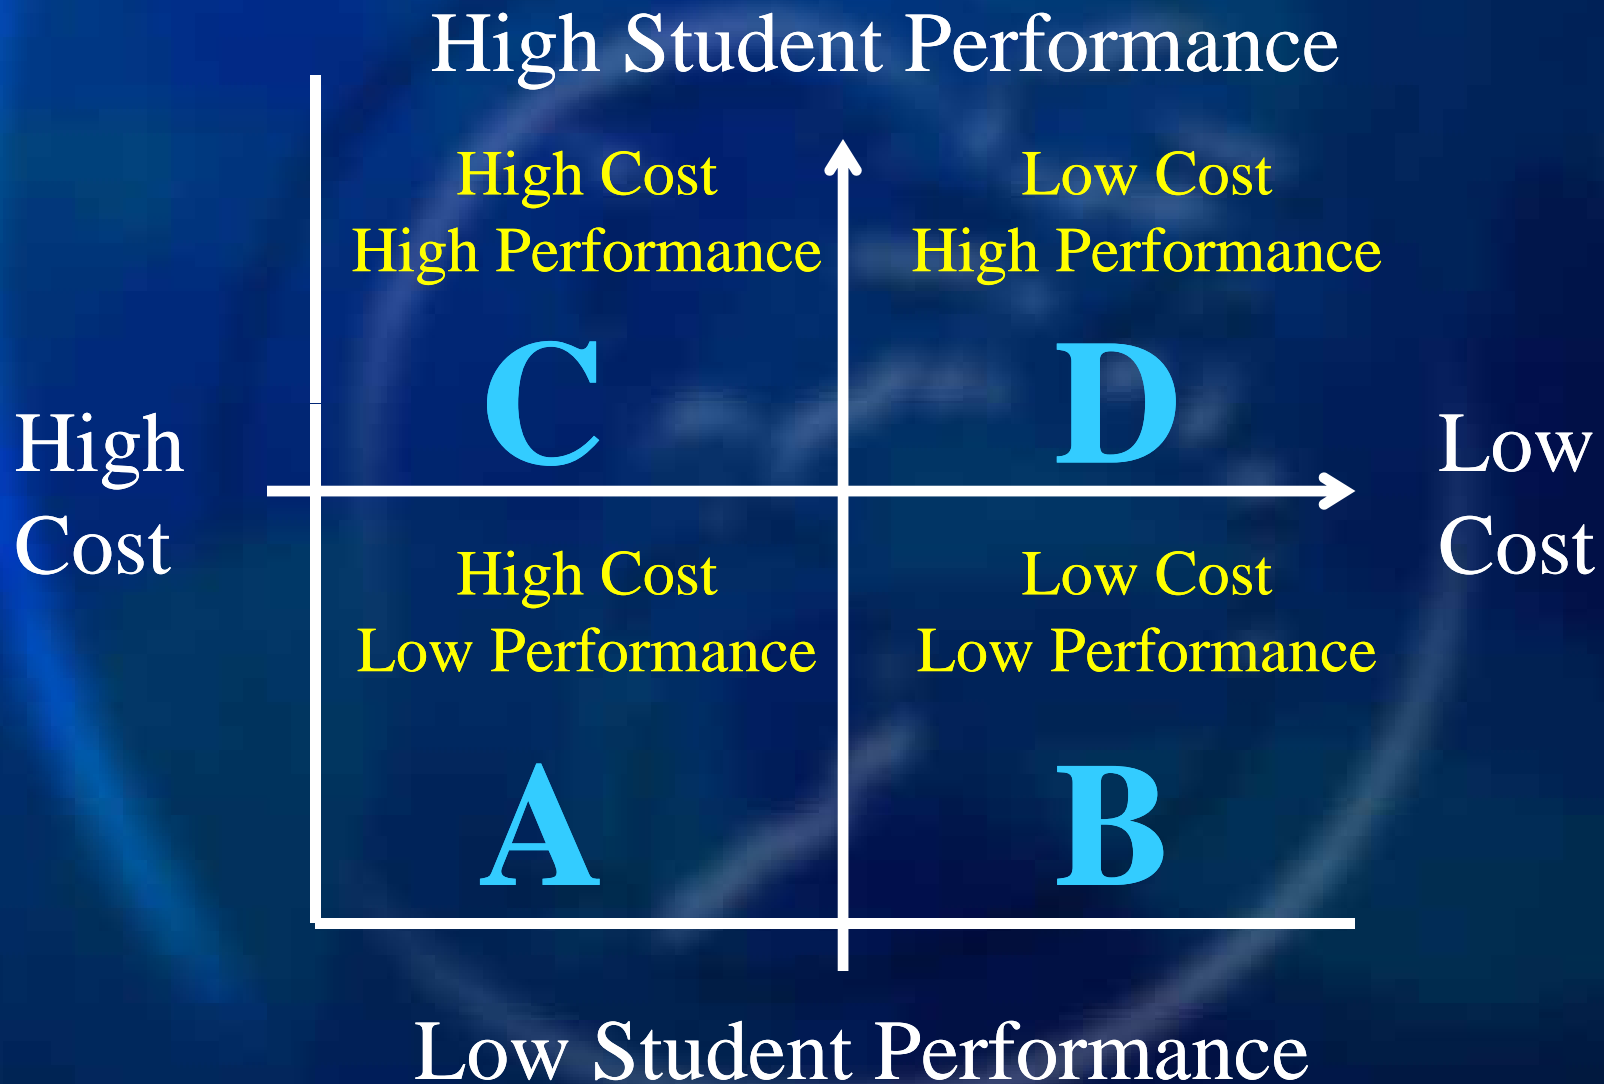 High Student Performance
High Cost
High Performance
Low Cost
High Performance
C
D
High
Cost
Low
Cost
High Cost
Low Performance
Low Cost
Low Performance
A
B
Low Student Performance